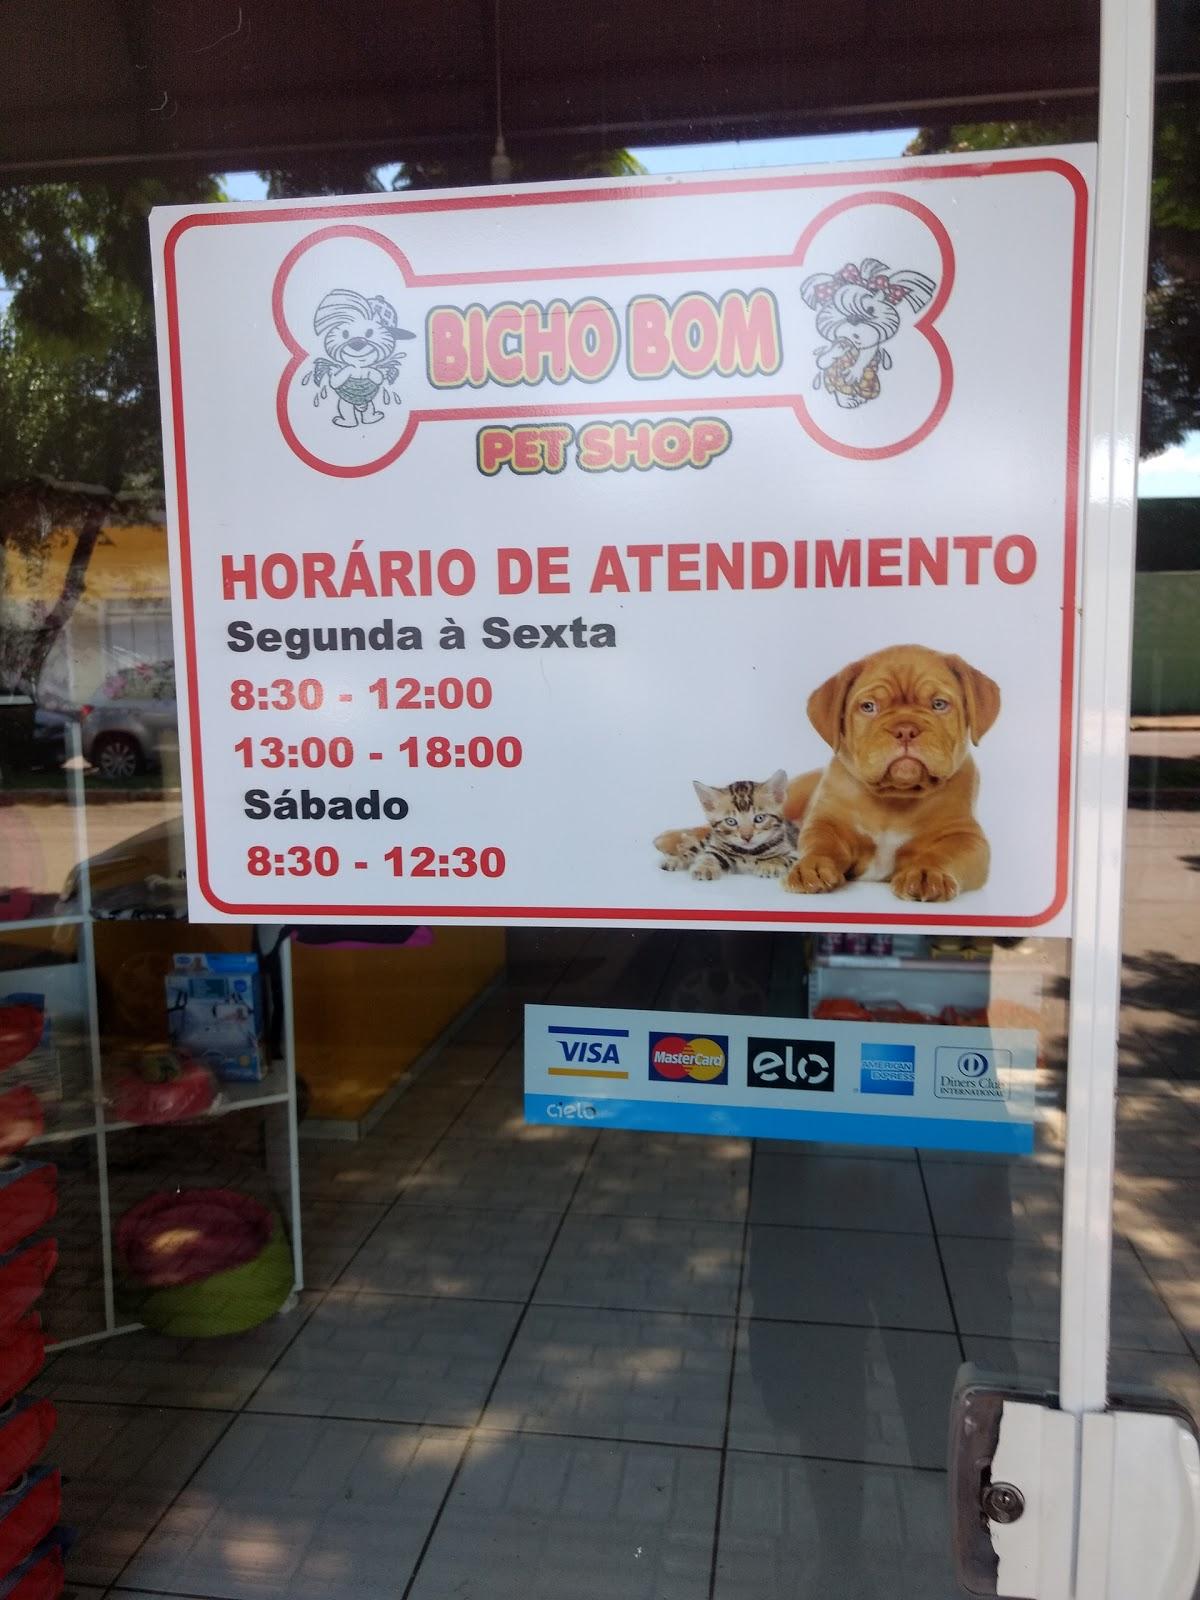 BICHO BOM
PET SHOP
HORÁRIO DE ATENDIMENTO
Segunda à Sexta
8:30 - 12:00
13:00 - 18:00
Sábado
8:30 - 12:30
VISA MasterCard elo AMERICAN EXPRESS Diners Club INTERNATIONAL
cielo